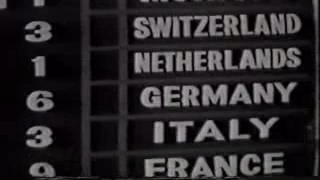 3 SWITZERLAND
1 NETHERLANDS
6 GERMANY
3 ITALY
9 FRANCE